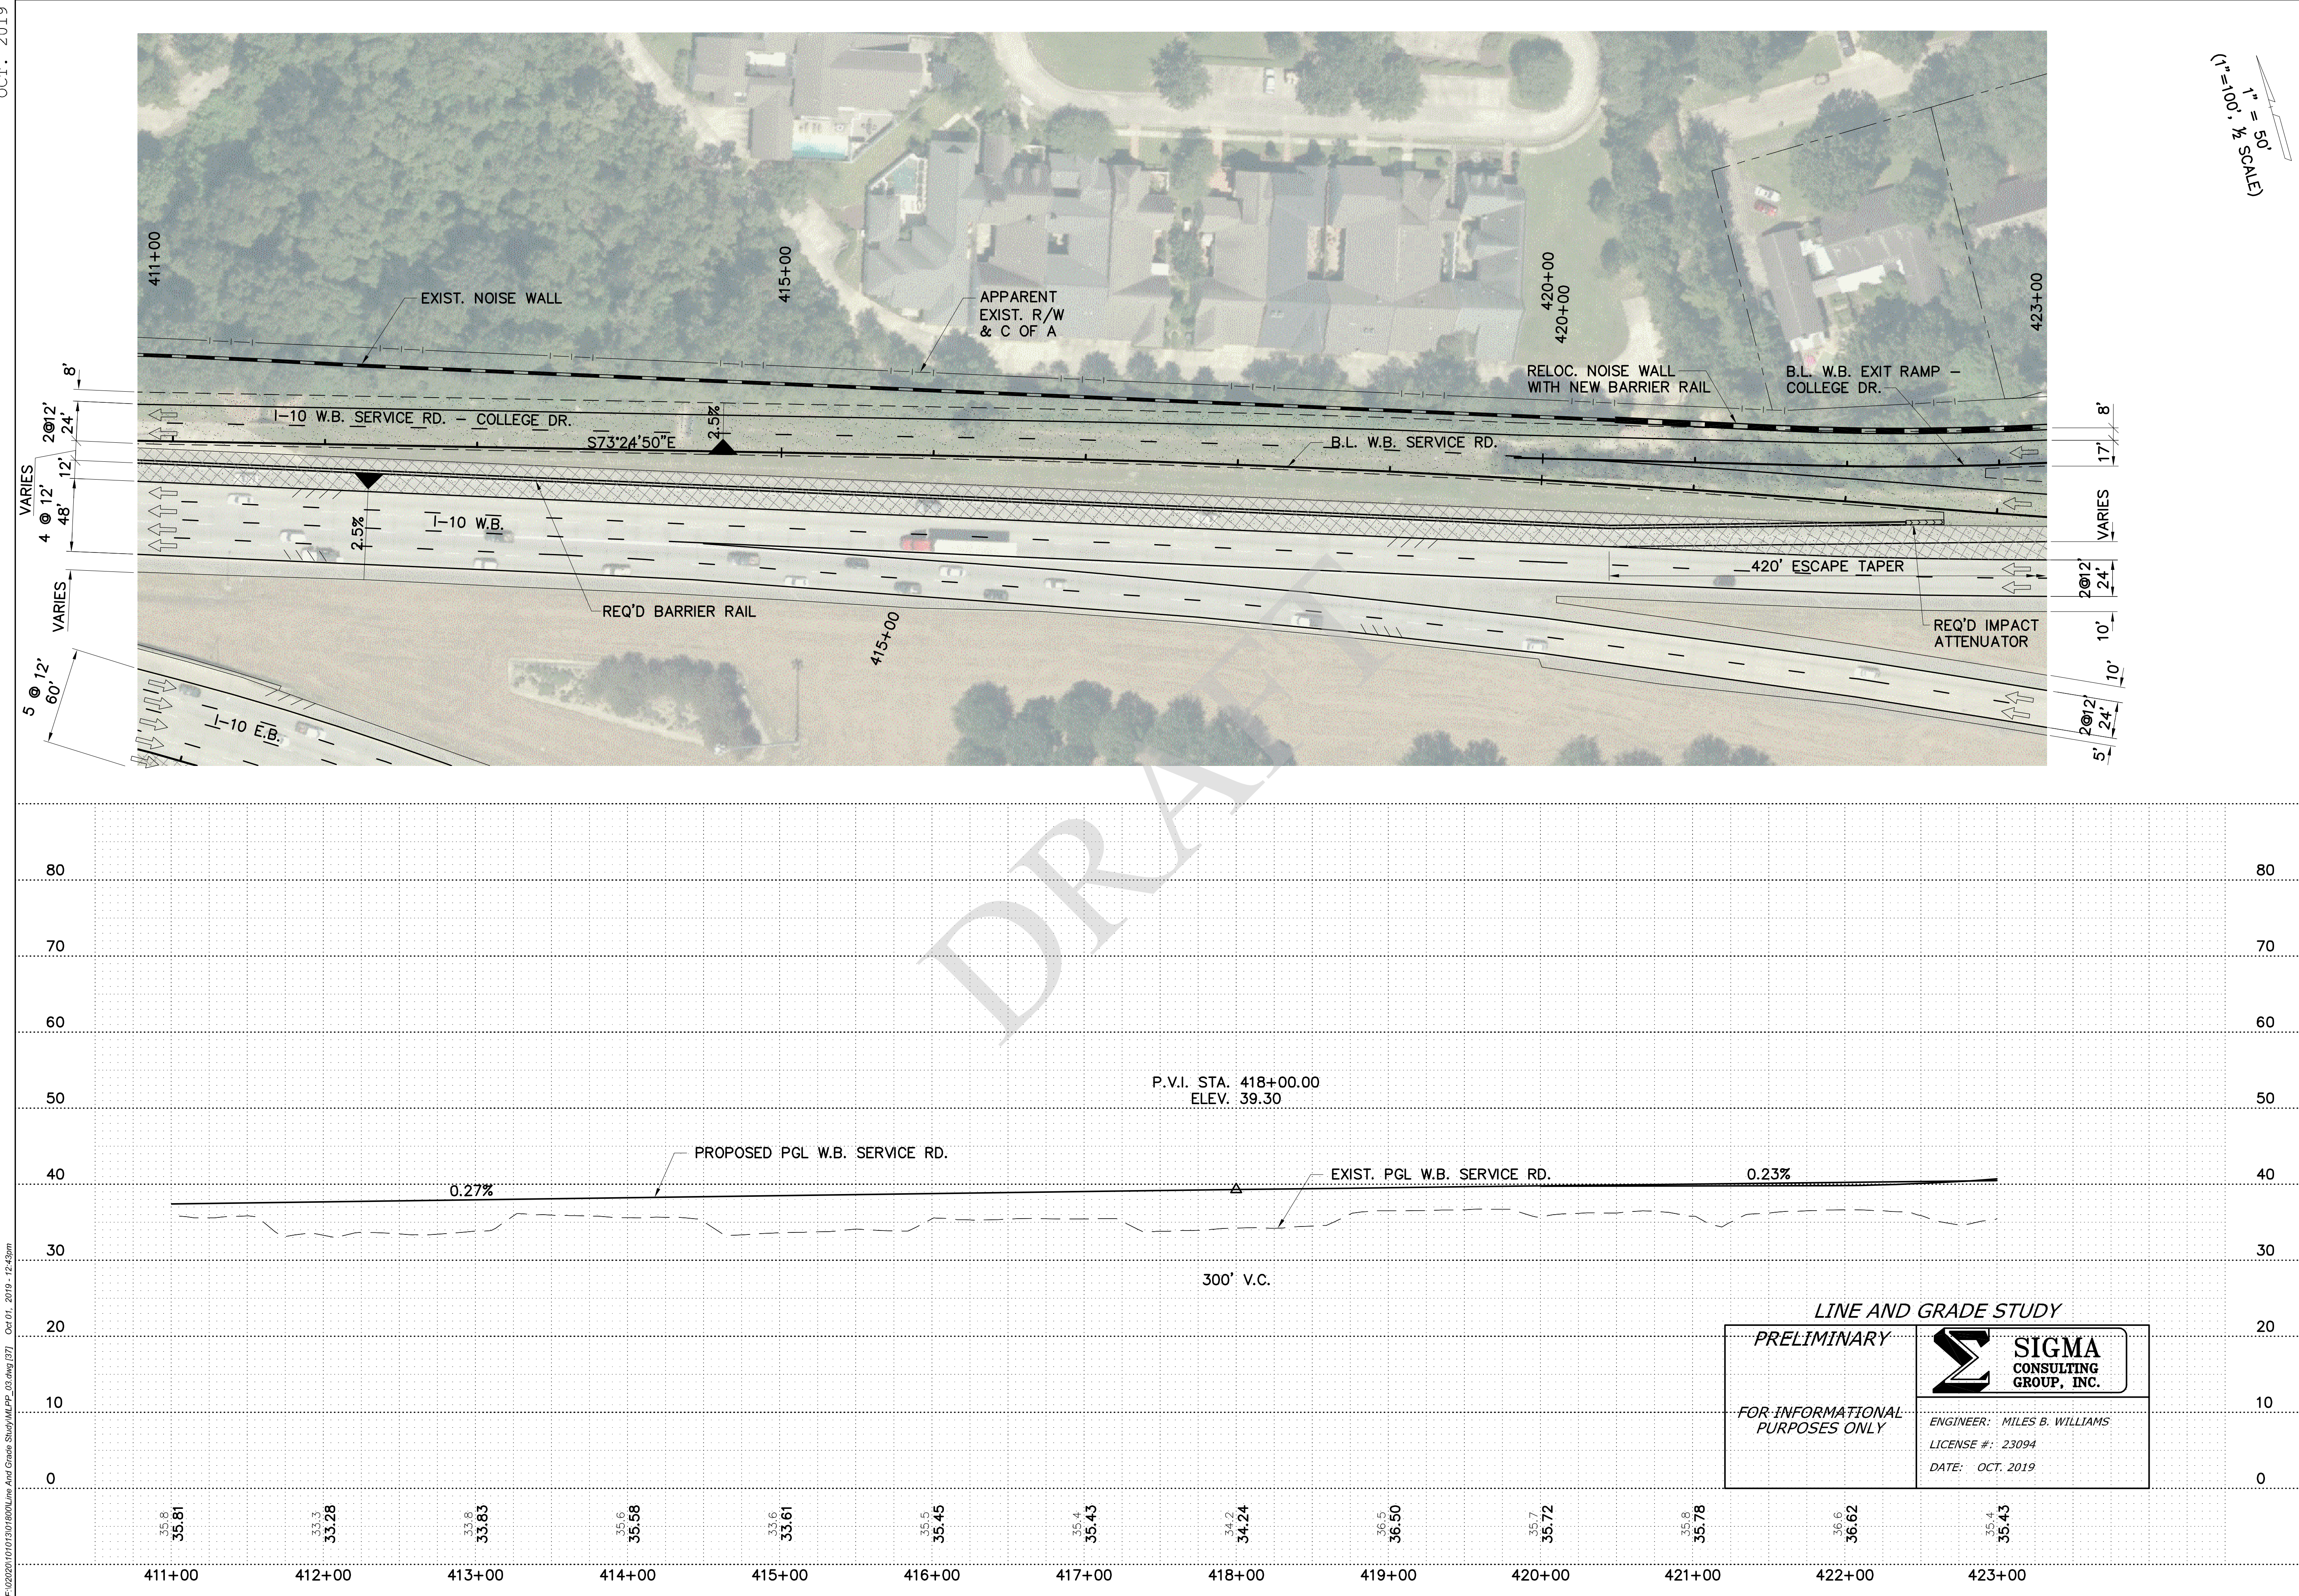 OCT. 2019
1" = 50'
(1"=100', ½ SCALE)
411+00
415+00
420+00
420+00
423+00
EXIST. NOISE WALL
APPARENT
EXIST. R/W
& C OF A
RELOC. NOISE WALL
WITH NEW BARRIER RAIL
B.L. W.B. EXIT RAMP –
COLLEGE DR.
8'
2@12'
24'
VARIES
12'
4 @ 12'
48'
VARIES
5 @ 12'
60'
I–10 W.B. SERVICE RD. – COLLEGE DR.
S73°24'50"E
2.5%
B.L. W.B. SERVICE RD.
I–10 W.B.
2.5%
REQ'D BARRIER RAIL
415+00
420' ESCAPE TAPER
REQ'D IMPACT
ATTENUATOR
I–10 E.B.
8'
17'
VARIES
2@12'
24'
10'
10'
2@12'
24'
5'
DRAFT
80 80
70 70
60 60
50 50
40 40
30 30
20 20
10 10
0 0
P.V.I. STA. 418+00.00
ELEV. 39.30
PROPOSED PGL W.B. SERVICE RD.
EXIST. PGL W.B. SERVICE RD.
0.27%
0.23%
300' V.C.
LINE AND GRADE STUDY
PRELIMINARY
FOR INFORMATIONAL
PURPOSES ONLY
SIGMA
CONSULTING
GROUP, INC.
ENGINEER: MILES B. WILLIAMS
LICENSE #: 23094
DATE: OCT. 2019
35.8 33.3 33.8 35.6 33.6 35.5 35.4 34.2 36.5 35.7 35.8 36.6 35.4
35.81 33.28 33.83 35.58 33.61 35.45 35.43 34.24 36.50 35.72 35.78 36.62 35.43
411+00 412+00 413+00 414+00 415+00 416+00 417+00 418+00 419+00 420+00 421+00 422+00 423+00
F:\02020\1010131018001\Line And Grade Study\MLPP_03.dwg [37] Oct 01, 2019 - 12:43pm